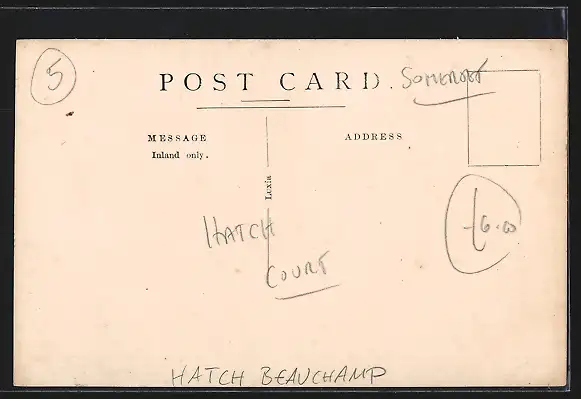 5
POST CARD. SOMERSET
MESSAGE
Inland only.
ADDRESS
Luxia
HATCH
COURT
£6.00
HATCH BEAUCHAMP